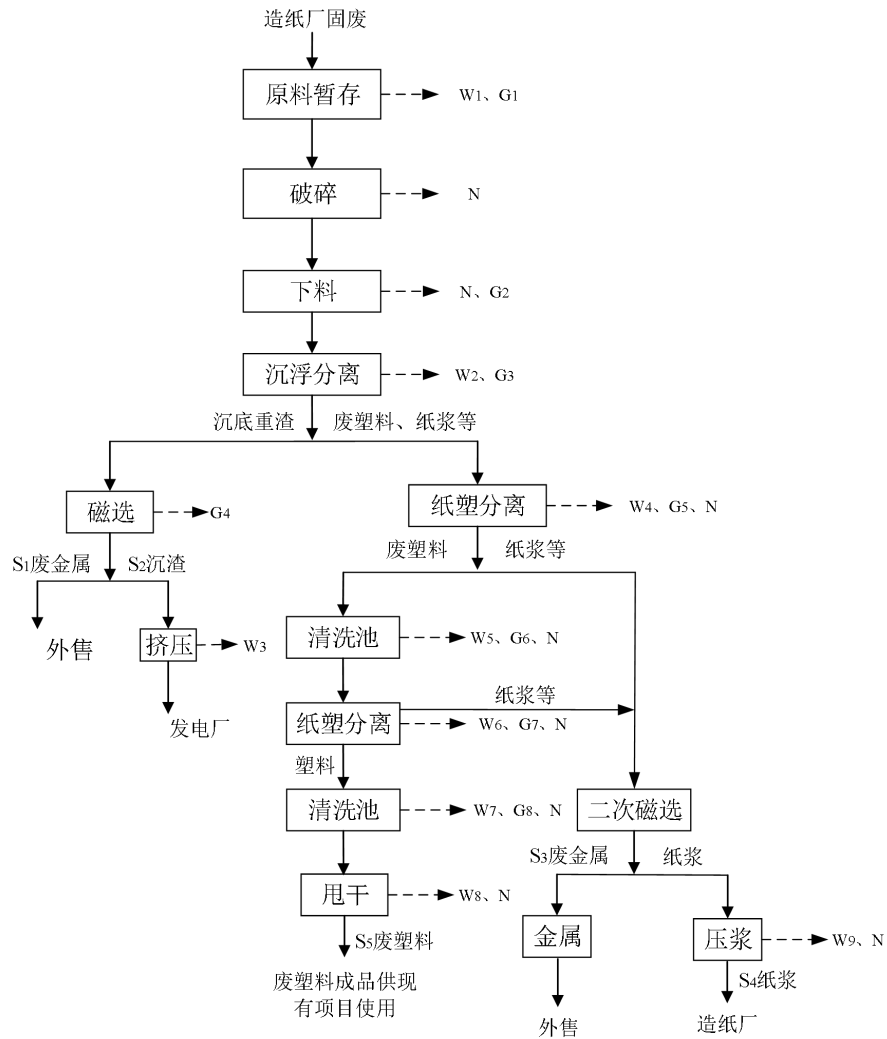 造纸厂固废
原料暂存
W1、G1
破碎
N
下料
N、G2
沉浮分离
W2、G3
沉底重渣
废塑料、纸浆等
磁选
G4
纸塑分离
W4、G5、N
S1废金属
S2沉渣
废塑料
纸浆等
外售
挤压
W3
清洗池
W5、G6、N
发电厂
纸浆等
纸塑分离
W6、G7、N
塑料
清洗池
W7、G8、N
二次磁选
S3废金属
纸浆
甩干
W8、N
S5废塑料
金属
压浆
W9、N
S4纸浆
废塑料成品供现
有项目使用
外售
造纸厂